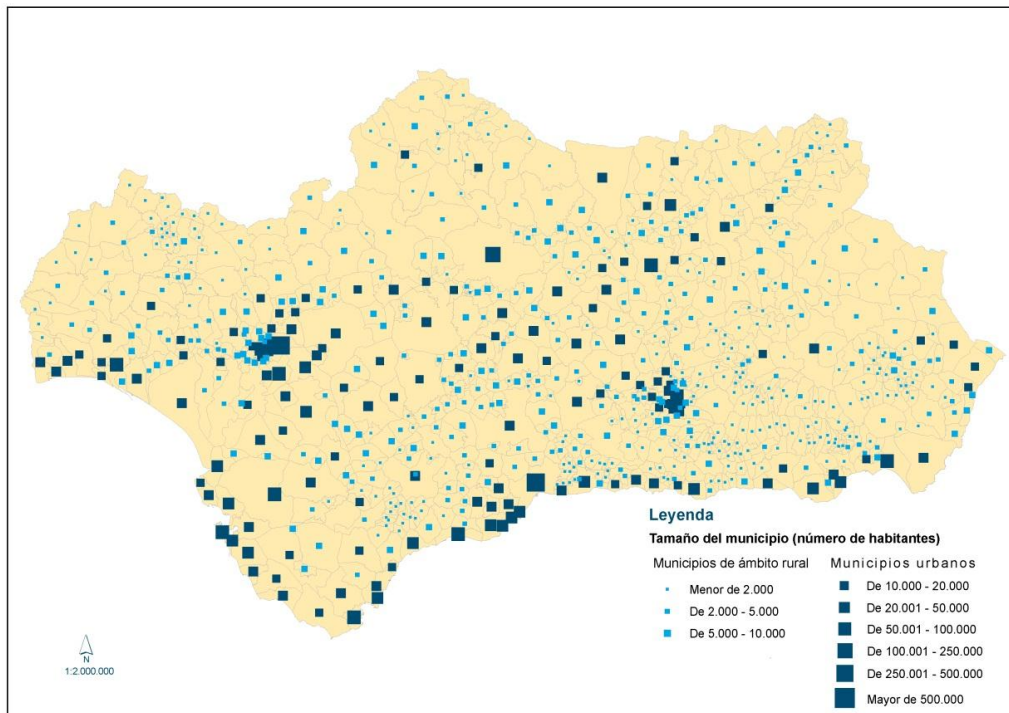 Leyenda
Tamaño del municipio (número de habitantes)
Municipios de ámbito rural
Menor de 2.000
De 2.000 - 5.000
De 5.000 - 10.000
Municipios urbanos
De 10.000 - 20.000
De 20.001 - 50.000
De 50.001 - 100.000
De 100.001 - 250.000
De 250.001 - 500.000
Mayor de 500.000
N
1:2.000.000